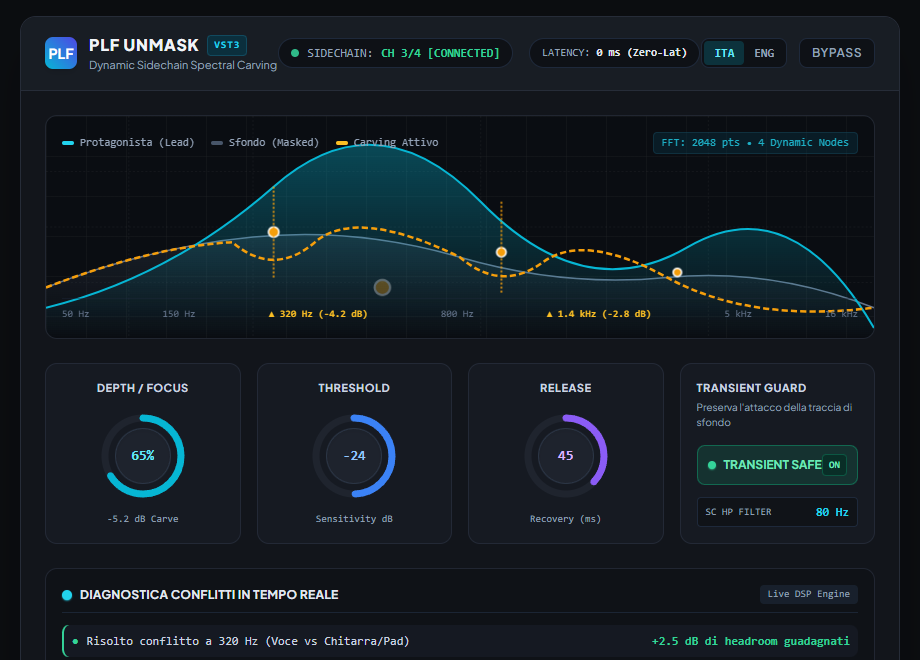 PLF PLF UNMASK VST3
Dynamic Sidechain Spectral Carving
SIDECHAIN: CH 3/4 [CONNECTED]
LATENCY: 0 ms (Zero-Lat)
ITA ENG
BYPASS
Protagonista (Lead) Sfondo (Masked) Carving Attivo
FFT: 2048 pts • 4 Dynamic Nodes
50 Hz 150 Hz ▲ 320 Hz (-4.2 dB) 800 Hz ▲ 1.4 kHz (-2.8 dB) 5 kHz 16 kHz
DEPTH / FOCUS
65%
-5.2 dB Carve
THRESHOLD
-24
Sensitivity dB
RELEASE
45
Recovery (ms)
TRANSIENT GUARD
Preserva l'attacco della traccia di
sfondo
TRANSIENT SAFE ON
SC HP FILTER 80 Hz
DIAGNOSTICA CONFLITTI IN TEMPO REALE
Live DSP Engine
Risolto conflitto a 320 Hz (Voce vs Chitarra/Pad)
+2.5 dB di headroom guadagnati